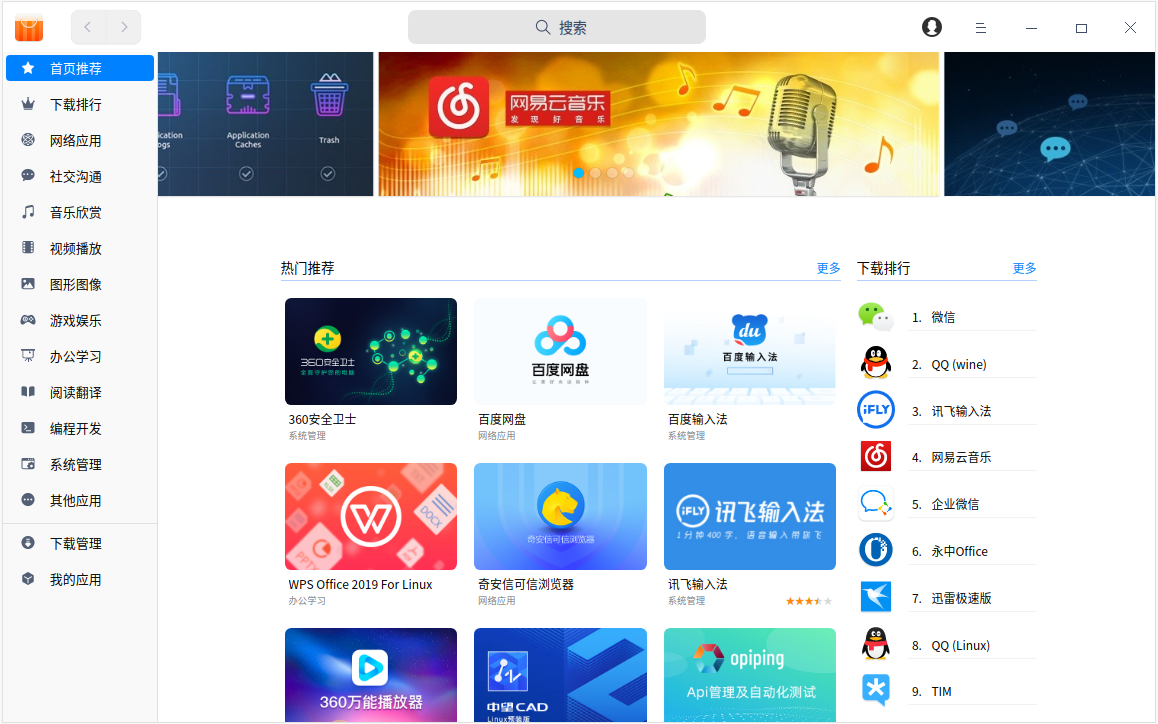 搜索
首页推荐
下载排行
网络应用
社交沟通
音乐欣赏
视频播放
图形图像
游戏娱乐
办公学习
阅读翻译
编程开发
系统管理
其他应用
下载管理
我的应用
Application
Caches
Trash
网易云音乐
发现好音乐
热门推荐
更多
360安全卫士
全面守护您的电脑
360安全卫士
系统管理
百度网盘
百度网盘
网络应用
du
百度输入法
百度输入法
系统管理
W
DOCX
WPS Office 2019 For Linux
办公学习
奇安信可信浏览器
奇安信可信浏览器
网络应用
iFLY 讯飞输入法
1分钟400字，语音输入带你飞
讯飞输入法
系统管理
360万能播放器
中望CAD
Linux预装版
opiping
Api管理及自动化测试
下载排行
更多
1. 微信
2. QQ (wine)
iFLY
3. 讯飞输入法
4. 网易云音乐
5. 企业微信
6. 永中Office
7. 迅雷极速版
8. QQ (Linux)
9. TIM